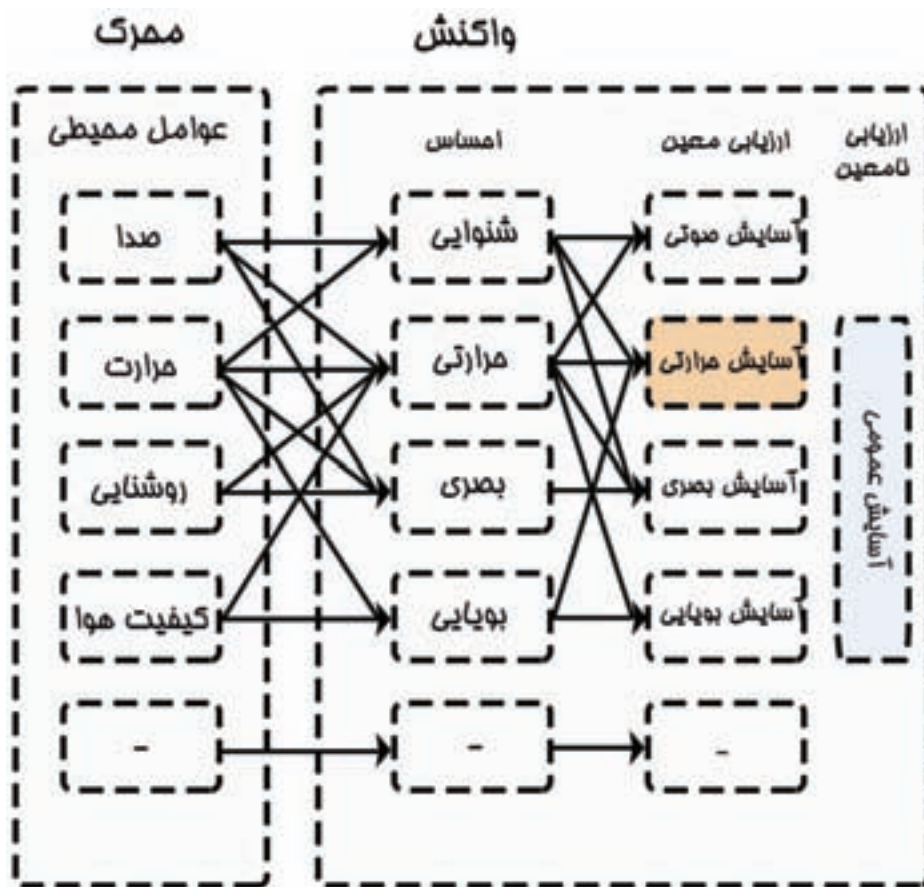 محرک
واکنش
عوامل محیطی
احساس
ارزیابی معین
ارزیابی
نامعین
صدا
شنوایی
آسایش صوتی
حرارت
حرارتی
آسایش حرارتی
روشنایی
بصری
آسایش بصری
کیفیت هوا
بویایی
آسایش بویایی
آسایش عمومی
-
-
-